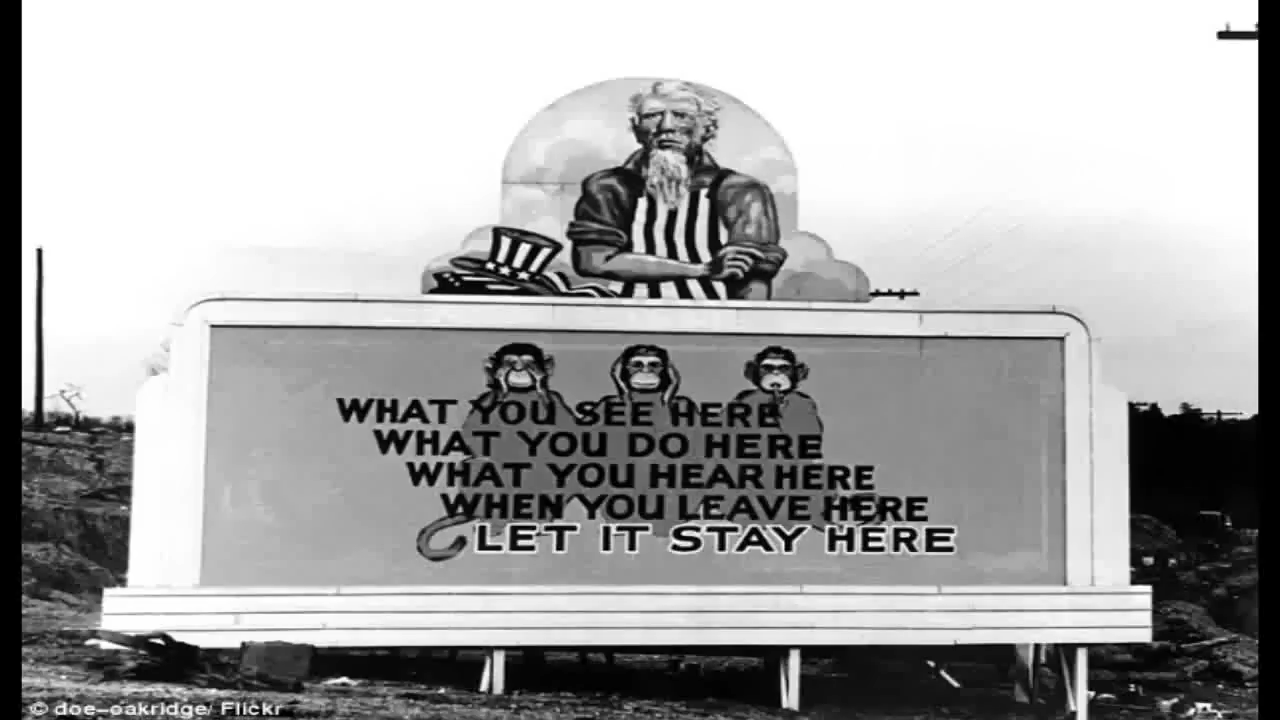 WHAT YOU SEE HERE
WHAT YOU DO HERE
WHAT YOU HEAR HERE
WHEN YOU LEAVE HERE
LET IT STAY HERE
© doe-oakridge/ Flickr